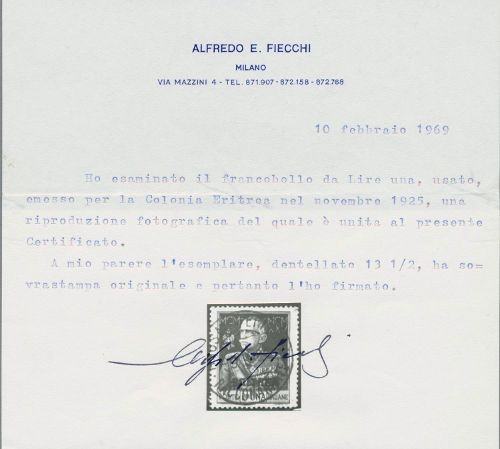 ALFREDO E. FIECCHI
MILANO
VIA MAZZINI 4 - TEL. 871.907 - 872.158 - 872.768
10 febbraio 1969
Ho esaminato il francobollo da Lire una, usato,
emesso per la Colonia Eritrea nel novembre 1925, una
riproduzione fotografica del quale è unita al presente
Certificato.
A mio parere l'esemplare, dentellato 13 1/2, ha so-
vrastampa originale e pertanto l'ho firmato.